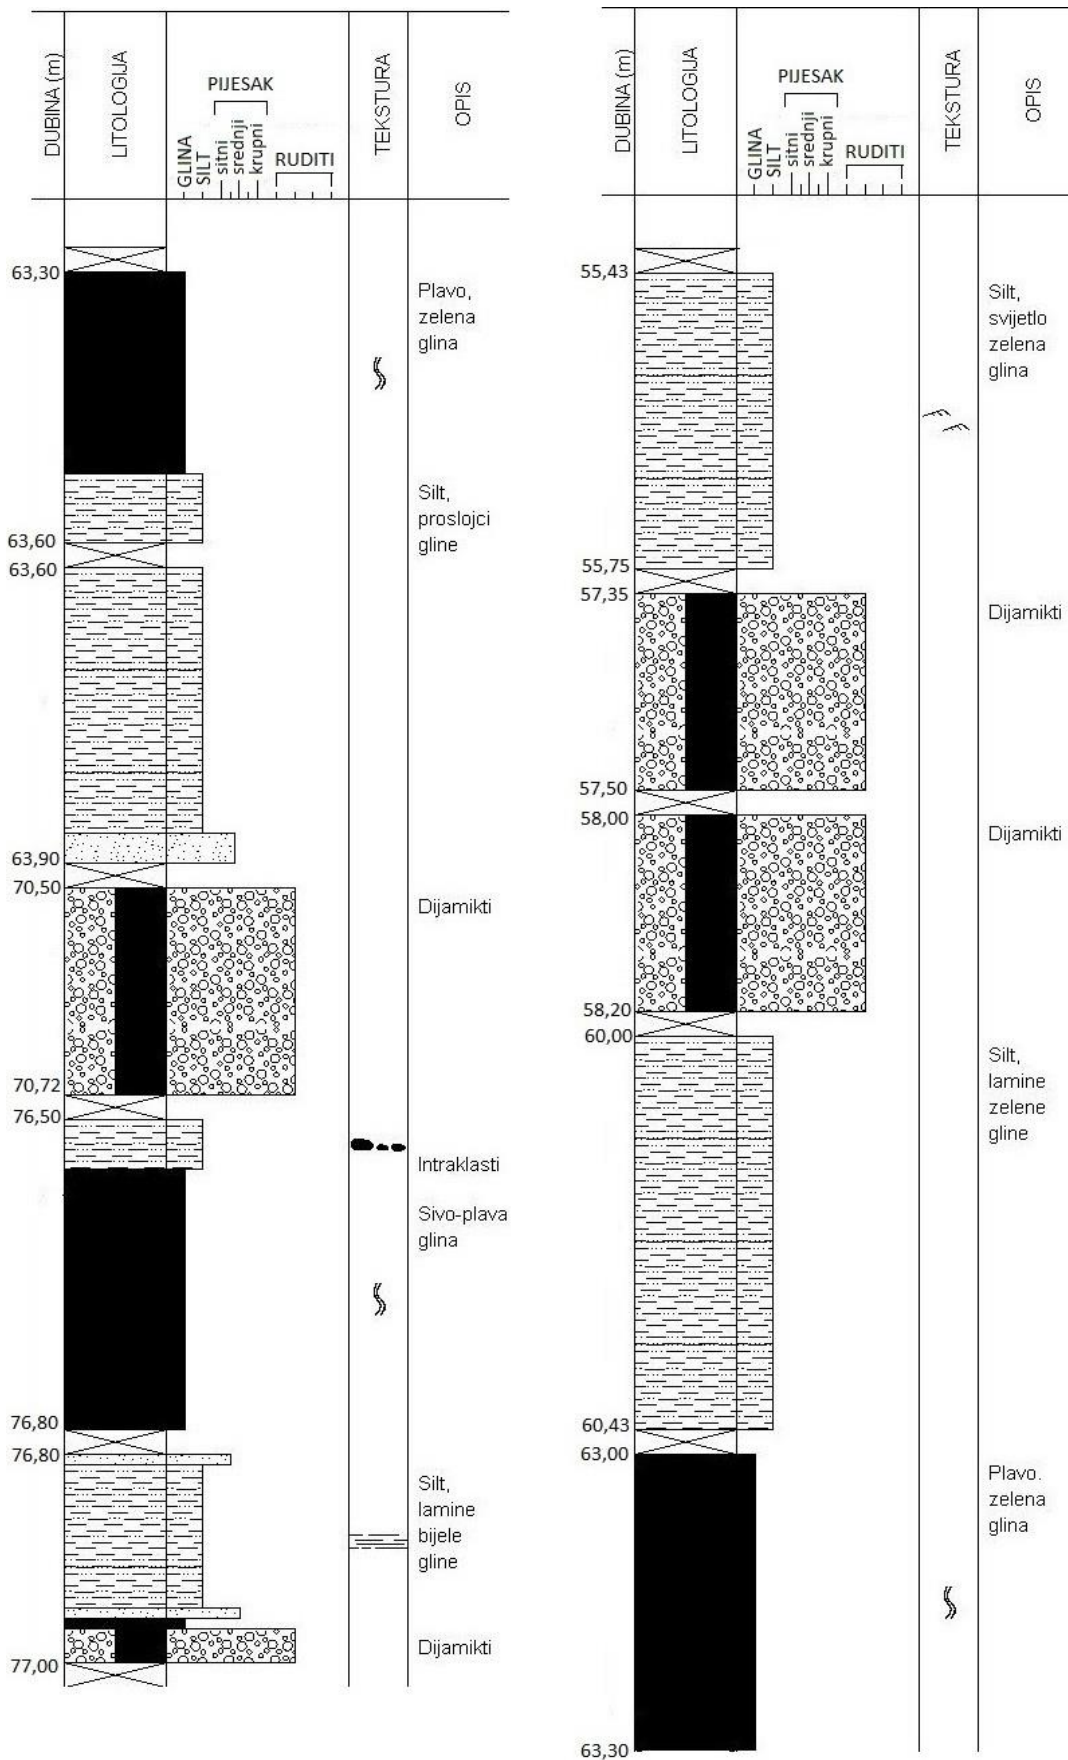 DUBINA (m)
LITOLOGIJA
PIJESAK
GLINA
SILT
sitni
srednji
krupni
RUDITI
TEKSTURA
OPIS
63,30
Plavo,
zelena
glina
Silt,
proslojci
gline
63,60
63,60
63,90
70,50
Dijamikti
70,72
76,50
Intraklasti
Sivo-plava
glina
76,80
76,80
Silt,
lamine
bijele
gline
Dijamikti
77,00
DUBINA (m)
LITOLOGIJA
PIJESAK
GLINA
SILT
sitni
srednji
krupni
RUDITI
TEKSTURA
OPIS
55,43
Silt,
svijetlo
zelena
glina
55,75
57,35
Dijamikti
57,50
58,00
Dijamikti
58,20
60,00
Silt,
lamine
zelene
gline
60,43
63,00
Plavo.
zelena
glina
63,30